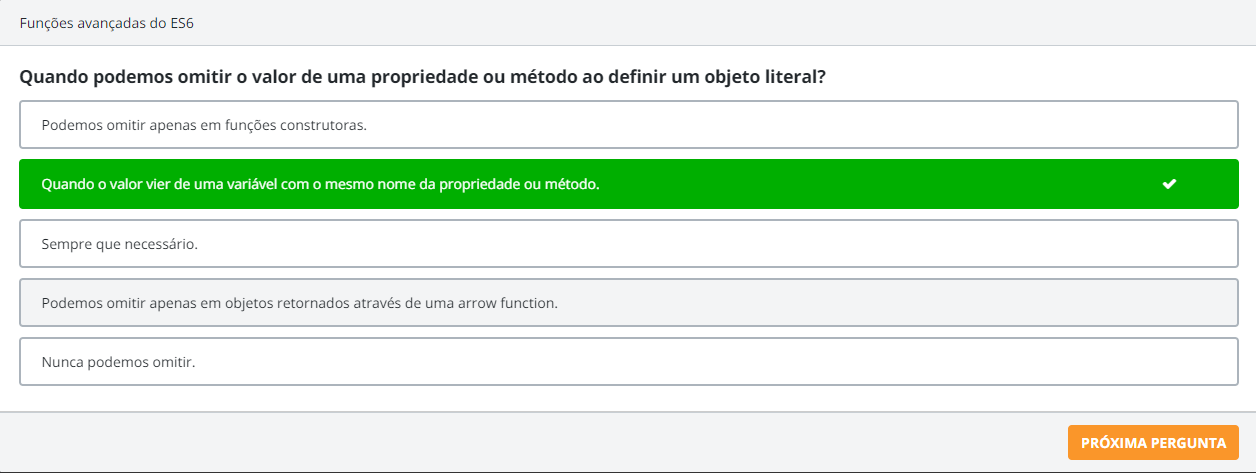 Funções avançadas do ES6
Quando podemos omitir o valor de uma propriedade ou método ao definir um objeto literal?
Podemos omitir apenas em funções construtoras.
Quando o valor vier de uma variável com o mesmo nome da propriedade ou método.
Sempre que necessário.
Podemos omitir apenas em objetos retornados através de uma arrow function.
Nunca podemos omitir.
PRÓXIMA PERGUNTA